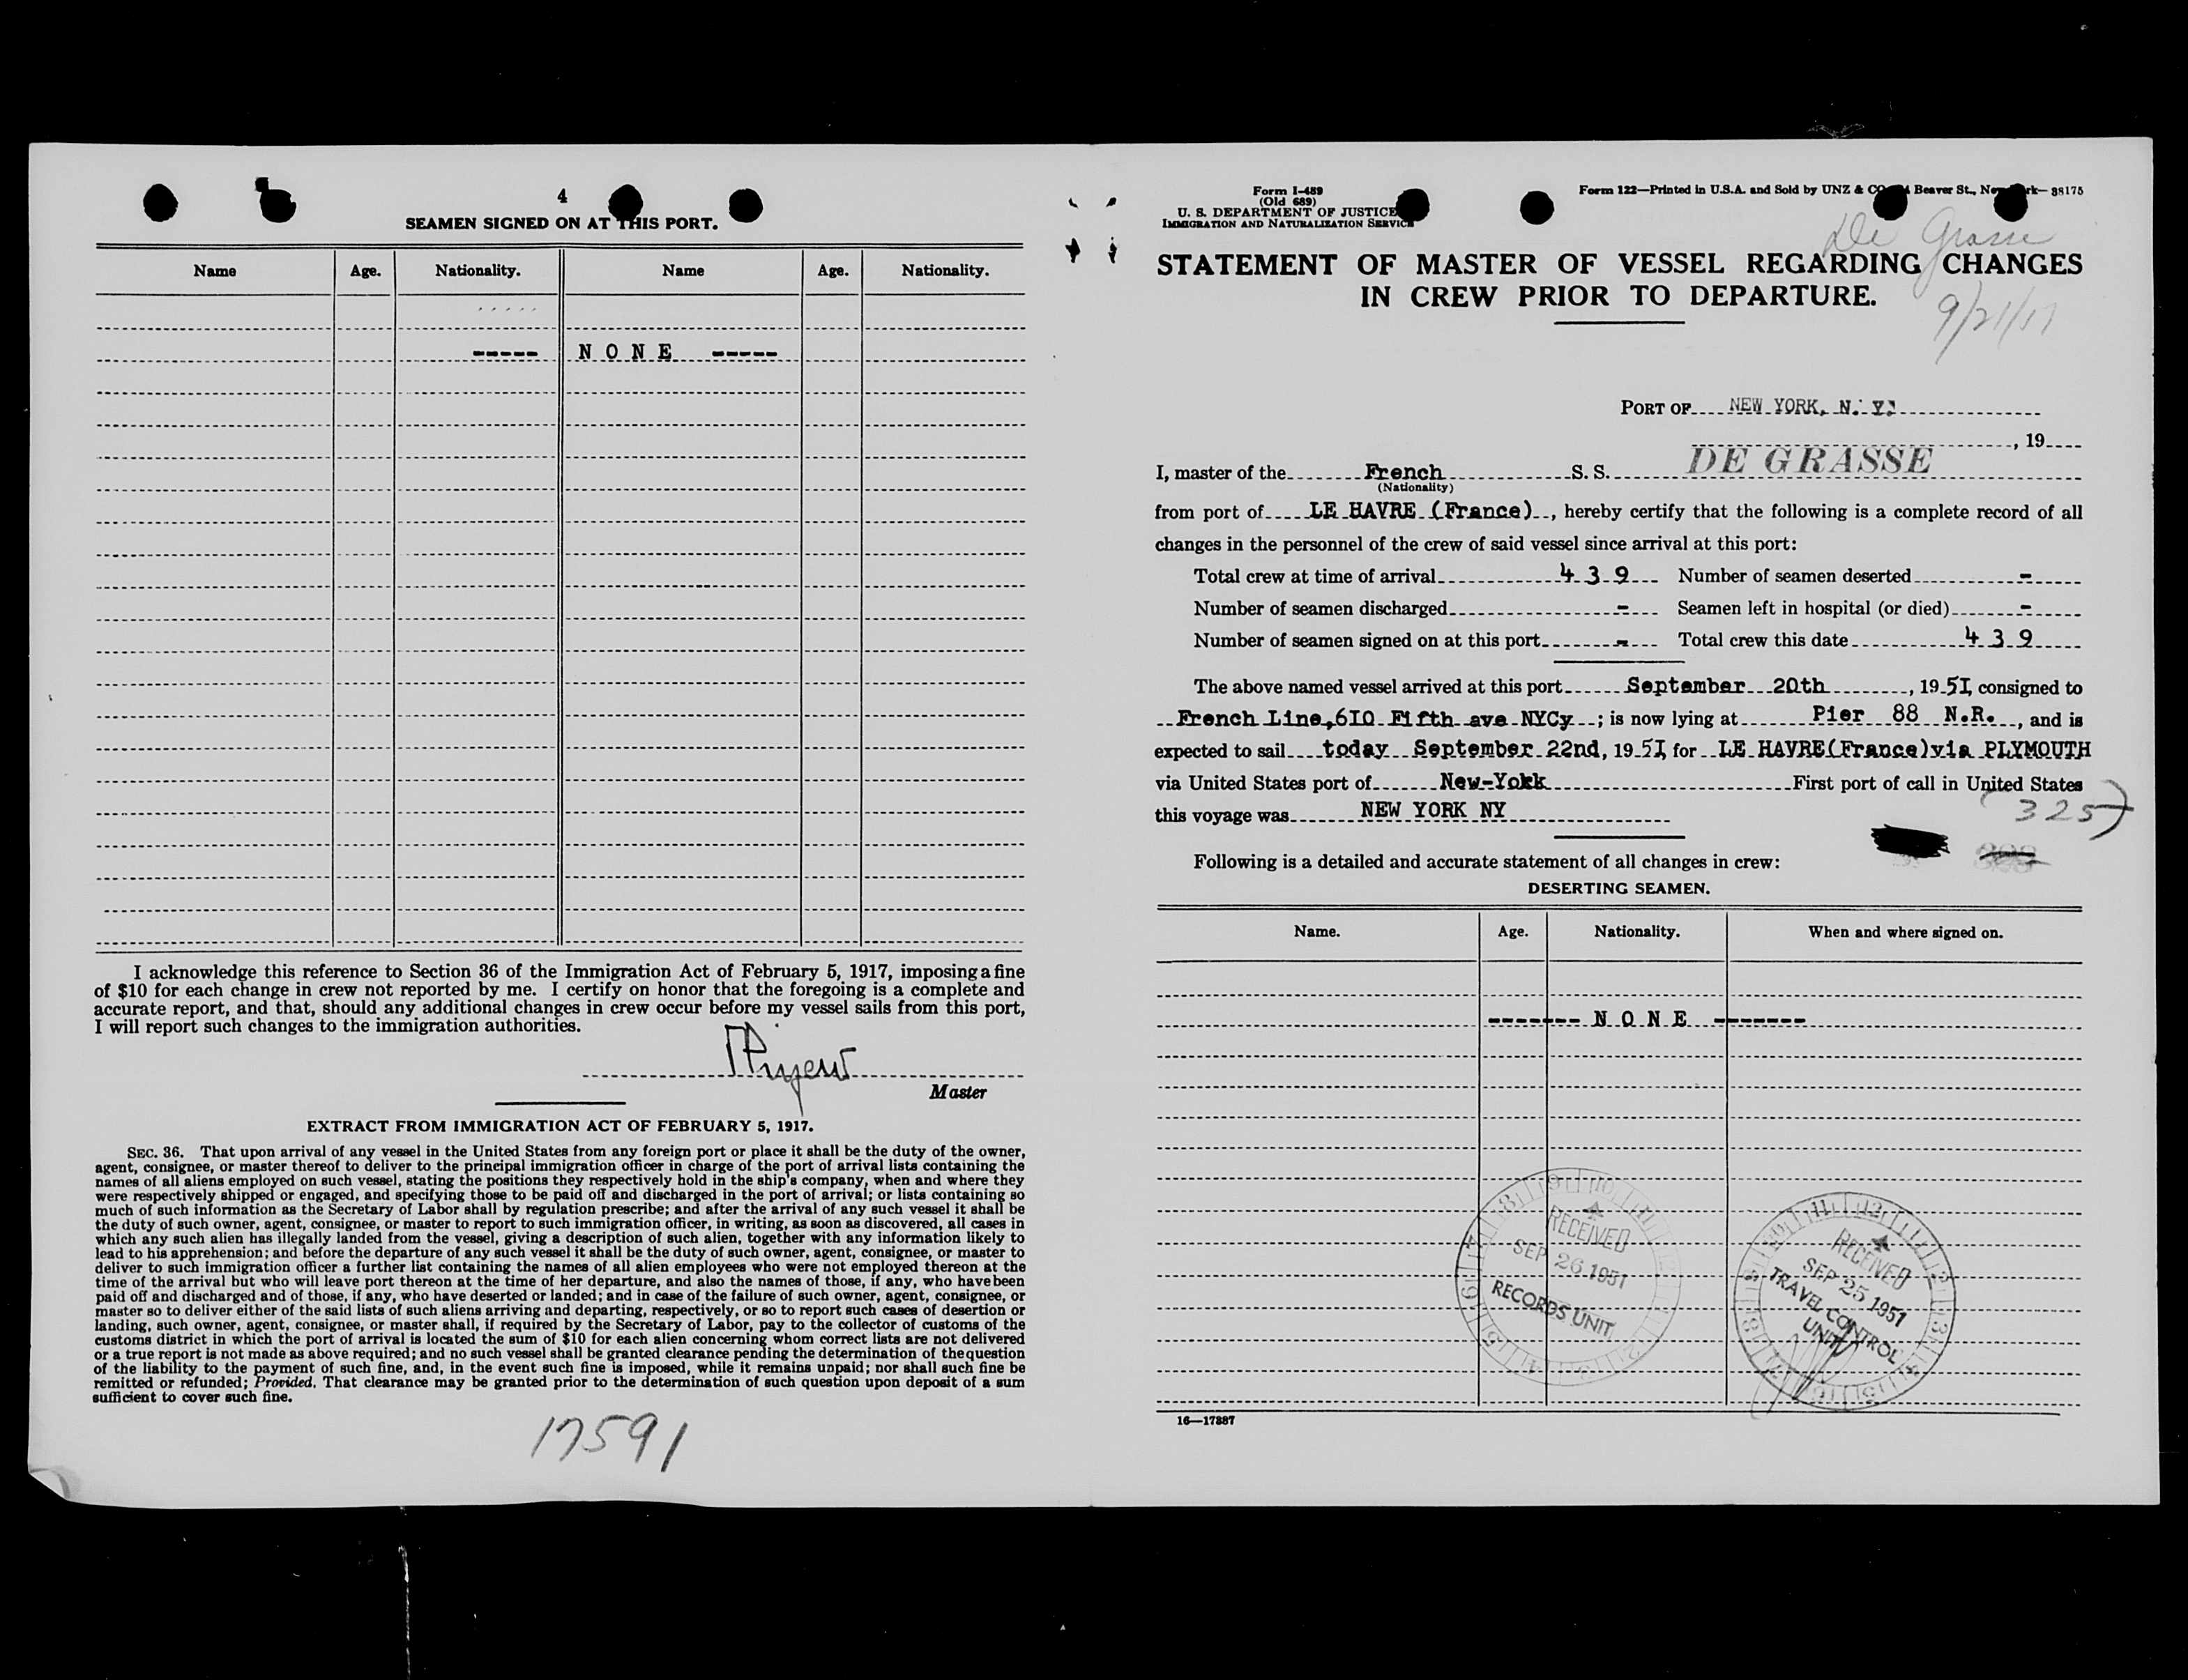 4
SEAMEN SIGNED ON AT THIS PORT.
Name Age. Nationality. Name Age. Nationality.
----- N O N E -----
I acknowledge this reference to Section 36 of the Immigration Act of February 5, 1917, imposing a fine
of $10 for each change in crew not reported by me. I certify on honor that the foregoing is a complete and
accurate report, and that, should any additional changes in crew occur before my vessel sails from this port,
I will report such changes to the immigration authorities.
Master
EXTRACT FROM IMMIGRATION ACT OF FEBRUARY 5, 1917.
SEC. 36. That upon arrival of any vessel in the United States from any foreign port or place it shall be the duty of the owner,
agent, consignee, or master thereof to deliver to the principal immigration officer in charge of the port of arrival lists containing the
names of all aliens employed on such vessel, stating the positions they respectively hold in the ship's company, when and where they
were respectively shipped or engaged, and specifying those to be paid off and discharged in the port of arrival; or lists containing so
much of such information as the Secretary of Labor shall by regulation prescribe; and after the arrival of any such vessel it shall be
the duty of such owner, agent, consignee, or master to report to such immigration officer, in writing, as soon as discovered, all cases in
which any such alien has illegally landed from the vessel, giving a description of such alien, together with any information likely to
lead to his apprehension; and before the departure of any such vessel it shall be the duty of such owner, agent, consignee, or master to
deliver to such immigration officer a further list containing the names of all alien employees who were not employed thereon at the
time of the arrival but who will leave port thereon at the time of her departure, and also the names of those, if any, who have been
paid off and discharged and of those, if any, who have deserted or landed; and in case of the failure of such owner, agent, consignee, or
master so to deliver either of the said lists of such aliens arriving and departing, respectively, or so to report such cases of desertion or
landing, such owner, agent, consignee, or master shall, if required by the Secretary of Labor, pay to the collector of customs of the
customs district in which the port of arrival is located the sum of $10 for each alien concerning whom correct lists are not delivered
or a true report is not made as above required; and no such vessel shall be granted clearance pending the determination of the question
of the liability to the payment of such fine, and, in the event such fine is imposed, while it remains unpaid; nor shall such fine be
remitted or refunded; Provided, That clearance may be granted prior to the determination of such question upon deposit of a sum
sufficient to cover such fine.
17591
Form I-489
(Old 689)
U. S. DEPARTMENT OF JUSTICE
IMMIGRATION AND NATURALIZATION SERVICE
Form 122—Printed in U.S.A. and Sold by UNZ & CO. Beaver St., New York—38175
De Grasse
STATEMENT OF MASTER OF VESSEL REGARDING CHANGES
IN CREW PRIOR TO DEPARTURE.
PORT OF NEW YORK, N. Y.
, 19
I, master of the French S. S. DE GRASSE
(Nationality)
from port of LE HAVRE (France), hereby certify that the following is a complete record of all
changes in the personnel of the crew of said vessel since arrival at this port:
Total crew at time of arrival 4 3 9 Number of seamen deserted -
Number of seamen discharged - Seamen left in hospital (or died) -
Number of seamen signed on at this port - Total crew this date 4 3 9
The above named vessel arrived at this port September 20th, 19 5I, consigned to
French Line,6I0 Fifth ave NYCy; is now lying at Pier 88 N.R., and is
expected to sail today September 22nd, 19 5I, for LE HAVRE(France)via PLYMOUTH
via United States port of New-Yokk First port of call in United States
this voyage was NEW YORK NY
325
Following is a detailed and accurate statement of all changes in crew:
DESERTING SEAMEN.
Name. Age. Nationality. When and where signed on.
------- N O N E -------
RECEIVED
SEP 26 1951
RECORDS UNIT
RECEIVED
SEP 25 1951
TRAVEL CONTROL
UNIT
16—17887